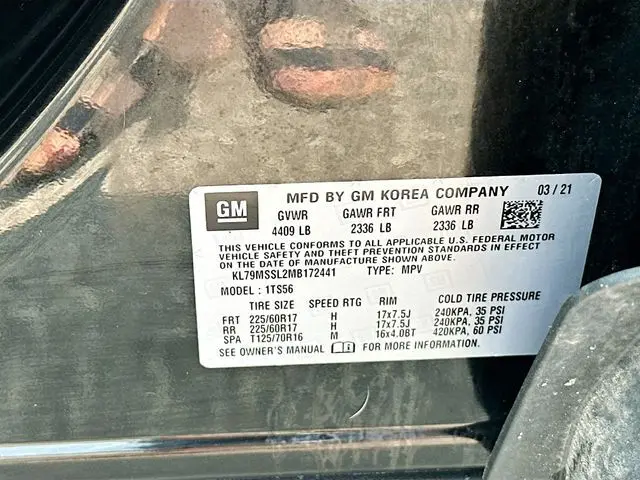 GM MFD BY GM KOREA COMPANY 03 / 21
GVWR GAWR FRT GAWR RR
4409 LB 2336 LB 2336 LB
THIS VEHICLE CONFORMS TO ALL APPLICABLE U.S. FEDERAL MOTOR
VEHICLE SAFETY AND THEFT PREVENTION STANDARDS IN EFFECT
ON THE DATE OF MANUFACTURE SHOWN ABOVE.
KL79MSSL2MB172441 TYPE: MPV
MODEL : 1TS56
TIRE SIZE SPEED RTG RIM COLD TIRE PRESSURE
FRT 225/60R17 H 17x7.5J 240KPA, 35 PSI
RR 225/60R17 H 17x7.5J 240KPA, 35 PSI
SPA T125/70R16 M 16x4.0BT 420KPA, 60 PSI
SEE OWNER'S MANUAL FOR MORE INFORMATION.